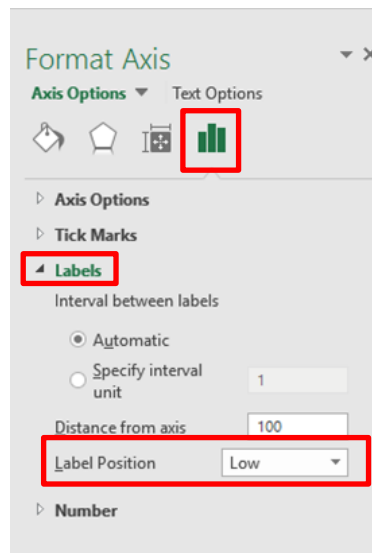 Format Axis
Axis Options Text Options
Axis Options
Tick Marks
Labels
Interval between labels
Automatic
Specify interval
unit
1
Distance from axis 100
Label Position Low
Number